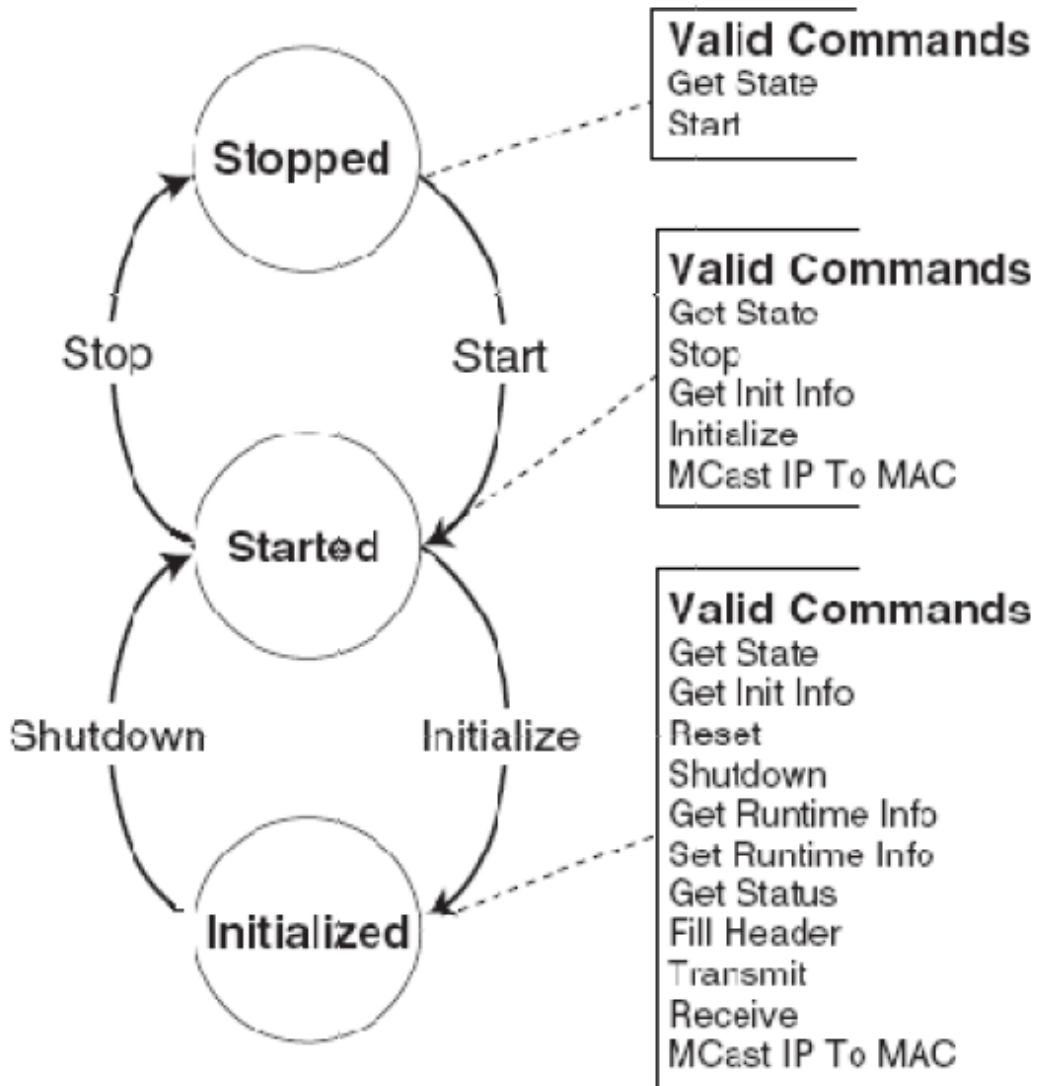 Stopped
Stop
Start
Started
Shutdown
Initialize
Initialized
Valid Commands
Get State
Start
Valid Commands
Get State
Stop
Get Init Info
Initialize
MCast IP To MAC
Valid Commands
Get State
Get Init Info
Reset
Shutdown
Get Runtime Info
Set Runtime Info
Get Status
Fill Header
Transmit
Receive
MCast IP To MAC